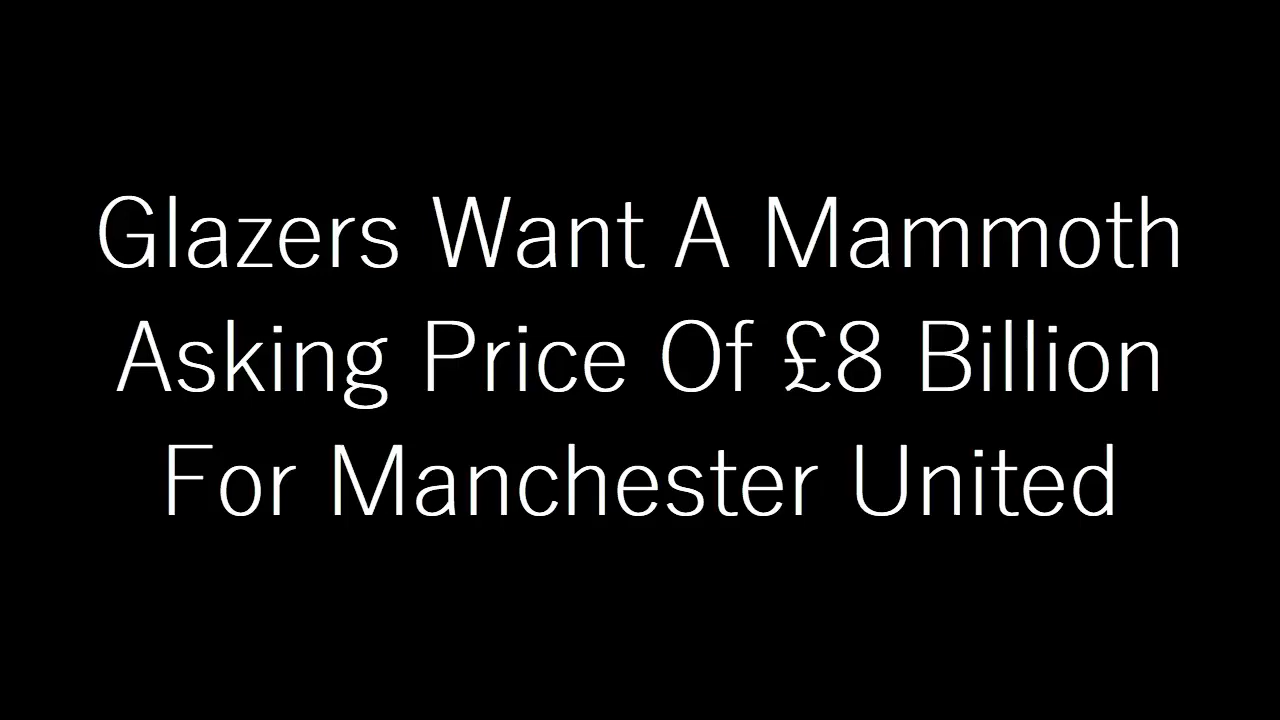 Glazers Want A Mammoth
Asking Price Of £8 Billion
For Manchester United